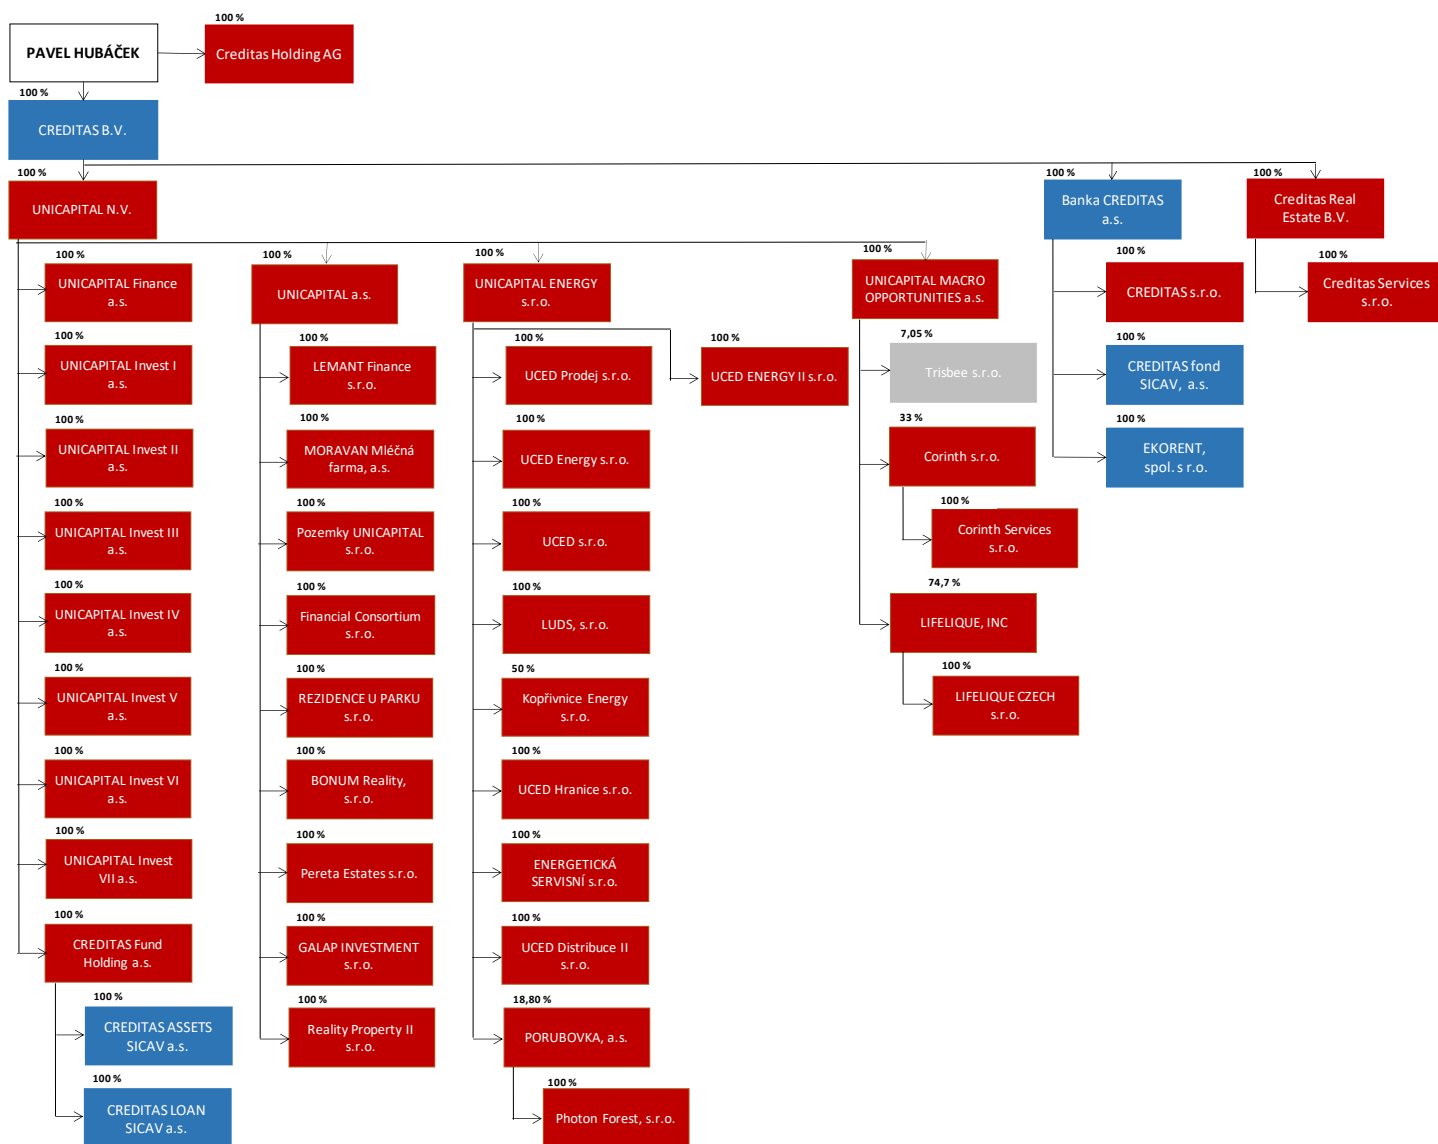 100 %
PAVEL HUBÁČEK
Creditas Holding AG
100 %
CREDITAS B.V.
100 %
UNICAPITAL N.V.
100 %
Banka CREDITAS
a.s.
100 %
Creditas Real
Estate B.V.
100 %
UNICAPITAL Finance
a.s.
100 %
UNICAPITAL Invest I
a.s.
100 %
UNICAPITAL Invest II
a.s.
100 %
UNICAPITAL Invest III
a.s.
100 %
UNICAPITAL Invest IV
a.s.
100 %
UNICAPITAL Invest V
a.s.
100 %
UNICAPITAL Invest VI
a.s.
100 %
UNICAPITAL Invest
VII a.s.
100 %
CREDITAS Fund
Holding a.s.
100 %
CREDITAS ASSETS
SICAV a.s.
100 %
CREDITAS LOAN
SICAV a.s.
100 %
UNICAPITAL a.s.
100 %
LEMANT Finance
s.r.o.
100 %
MORAVAN Mléčná
farma, a.s.
100 %
Pozemky UNICAPITAL
s.r.o.
100 %
Financial Consortium
s.r.o.
100 %
REZIDENCE U PARKU
s.r.o.
100 %
BONUM Reality,
s.r.o.
100 %
Pereta Estates s.r.o.
100 %
GALAP INVESTMENT
s.r.o.
100 %
Reality Property II
s.r.o.
100 %
UNICAPITAL ENERGY
s.r.o.
100 %
UCED Prodej s.r.o.
100 %
UCED ENERGY II s.r.o.
100 %
UCED Energy s.r.o.
100 %
UCED s.r.o.
100 %
LUDS, s.r.o.
50 %
Kopřivnice Energy
s.r.o.
100 %
UCED Hranice s.r.o.
100 %
ENERGETICKÁ
SERVISNÍ s.r.o.
100 %
UCED Distribuce II
s.r.o.
18,80 %
PORUBOVKA, a.s.
100 %
Photon Forest, s.r.o.
100 %
UNICAPITAL MACRO
OPPORTUNITIES a.s.
7,05 %
Trisbee s.r.o.
33 %
Corinth s.r.o.
100 %
Corinth Services
s.r.o.
74,7 %
LIFELIQUE, INC
100 %
LIFELIQUE CZECH
s.r.o.
100 %
CREDITAS s.r.o.
100 %
CREDITAS fond
SICAV, a.s.
100 %
EKORENT,
spol. s r.o.
100 %
Creditas Services
s.r.o.